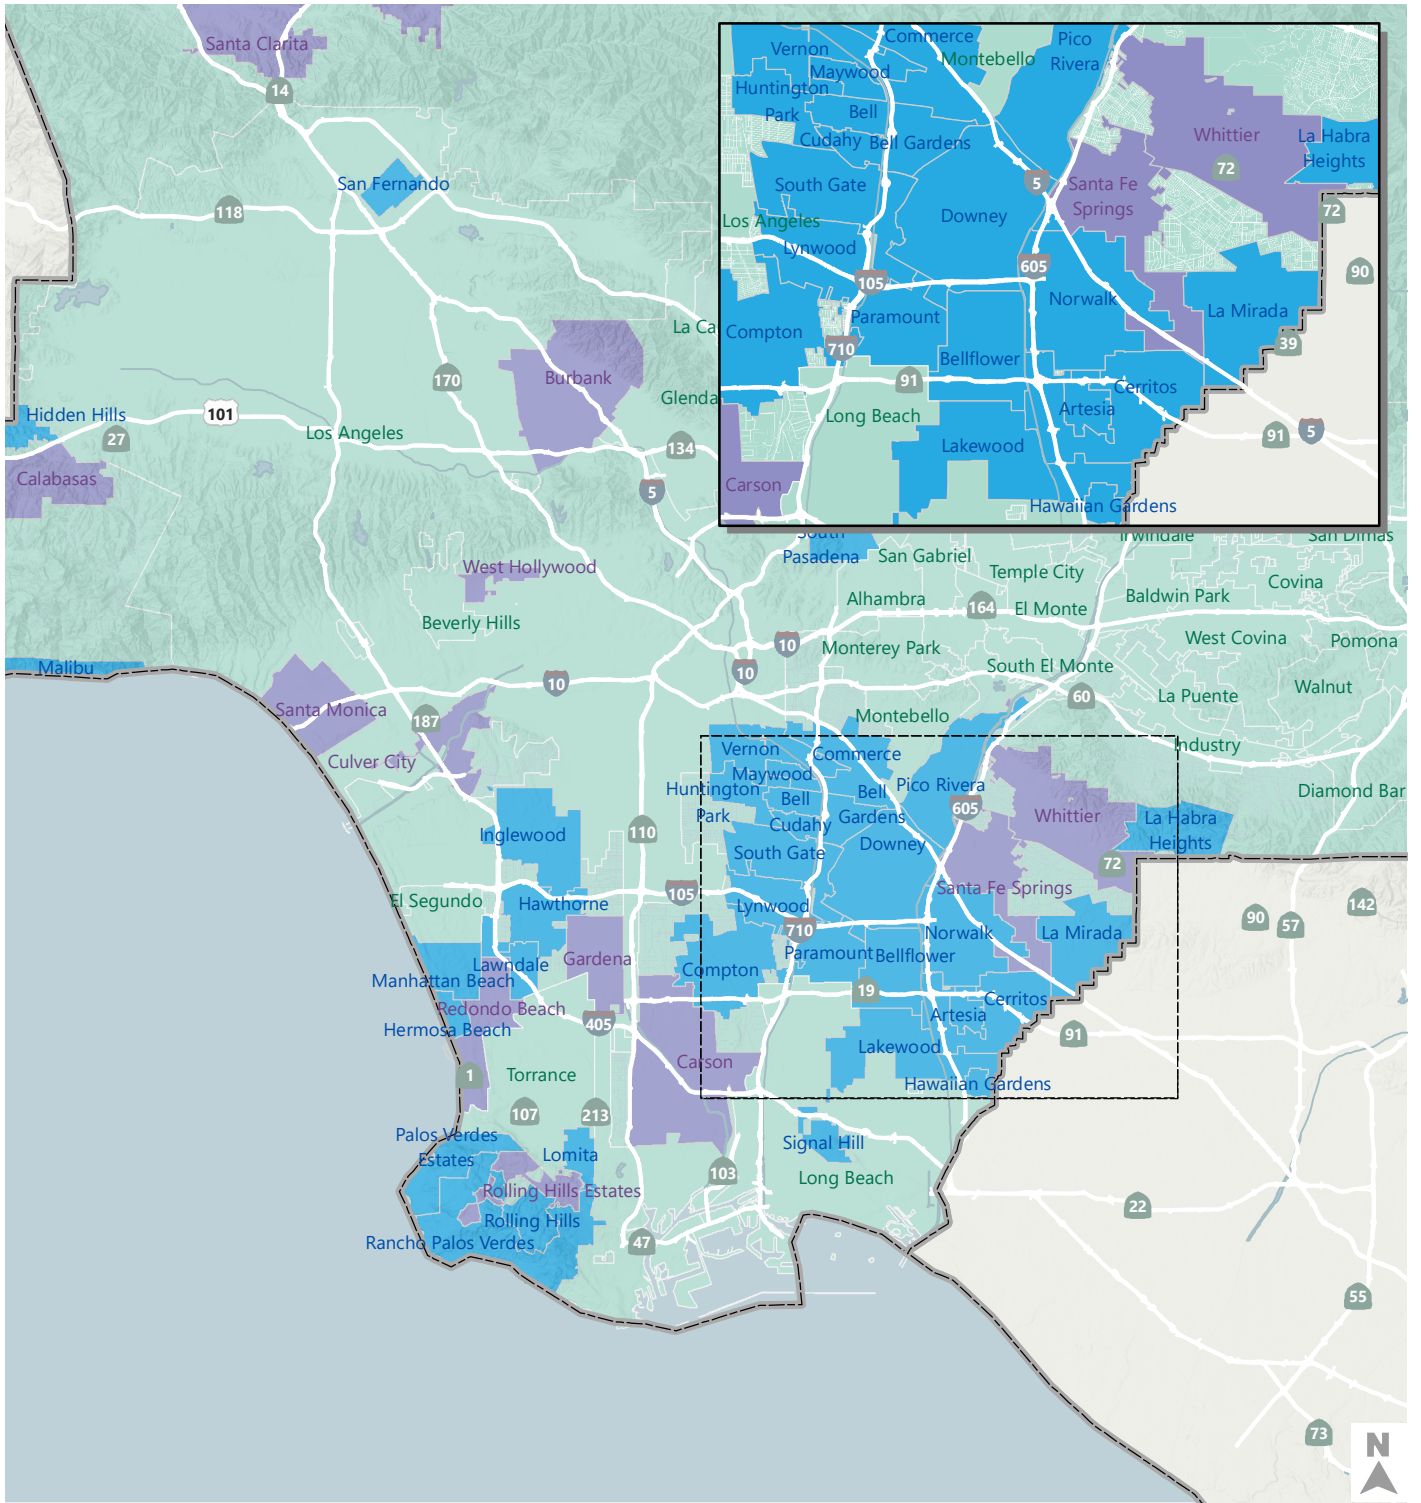 Santa Clarita
14
San Fernando
118
La Ca
Burbank
170
Glenda
Hidden Hills
101
27
Los Angeles
134
Calabasas
5
West Hollywood
Beverly Hills
Malibu
10
10
10
Santa Monica
187
Culver City
South
Pasadena
San Gabriel
Irwindale
San Dimas
Temple City
Covina
Alhambra
164
El Monte
Baldwin Park
Monterey Park
West Covina
Pomona
South El Monte
60
La Puente
Walnut
Montebello
Industry
Vernon
Commerce
Maywood
Huntington
Park
Bell
Bell
Gardens
Pico Rivera
605
Diamond Bar
Cudahy
Whittier
La Habra
Heights
Inglewood
110
South Gate
Downey
72
El Segundo
Hawthorne
105
Santa Fe Springs
Lynwood
710
90
57
142
Lawndale
Gardena
Norwalk
La Mirada
Manhattan Beach
Compton
Paramount
Bellflower
19
Redondo Beach
Cerritos
Hermosa Beach
405
Artesia
91
Carson
Lakewood
1
Torrance
Hawaiian Gardens
107
213
Palos Verdes
Estates
Lomita
Signal Hill
103
Long Beach
Rolling Hills Estates
Rolling Hills
Rancho Palos Verdes
47
22
55
73
N
Vernon
Commerce
Montebello
Pico
Rivera
Maywood
Huntington
Park
Bell
Cudahy
Bell Gardens
Whittier
La Habra
Heights
72
South Gate
5
Santa Fe
Springs
Downey
72
Los Angeles
Lynwood
605
90
105
Norwalk
La Mirada
Compton
Paramount
710
39
Bellflower
91
Cerritos
Artesia
Long Beach
91
5
Lakewood
Carson
Hawaiian Gardens